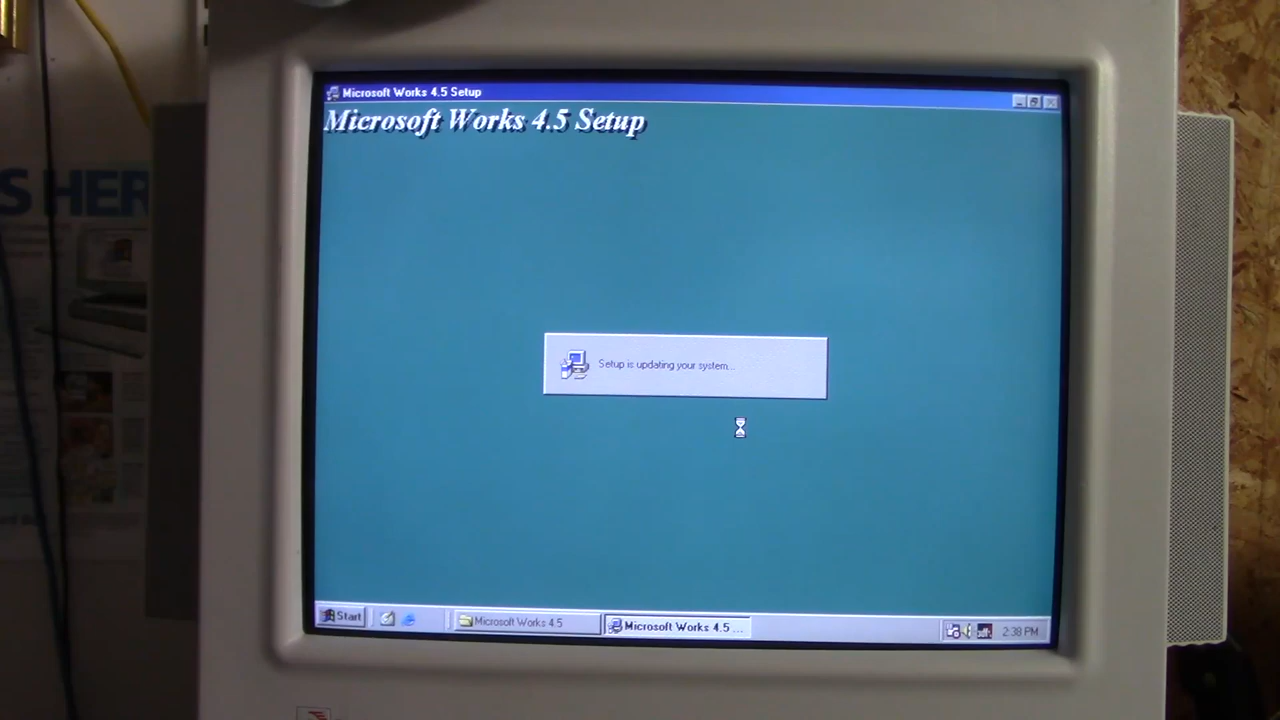 Microsoft Works 4.5 Setup
Microsoft Works 4.5 Setup
S HER
Setup is updating your system...
Start
Microsoft Works 4.5
Microsoft Works 4.5 ...
2:38 PM